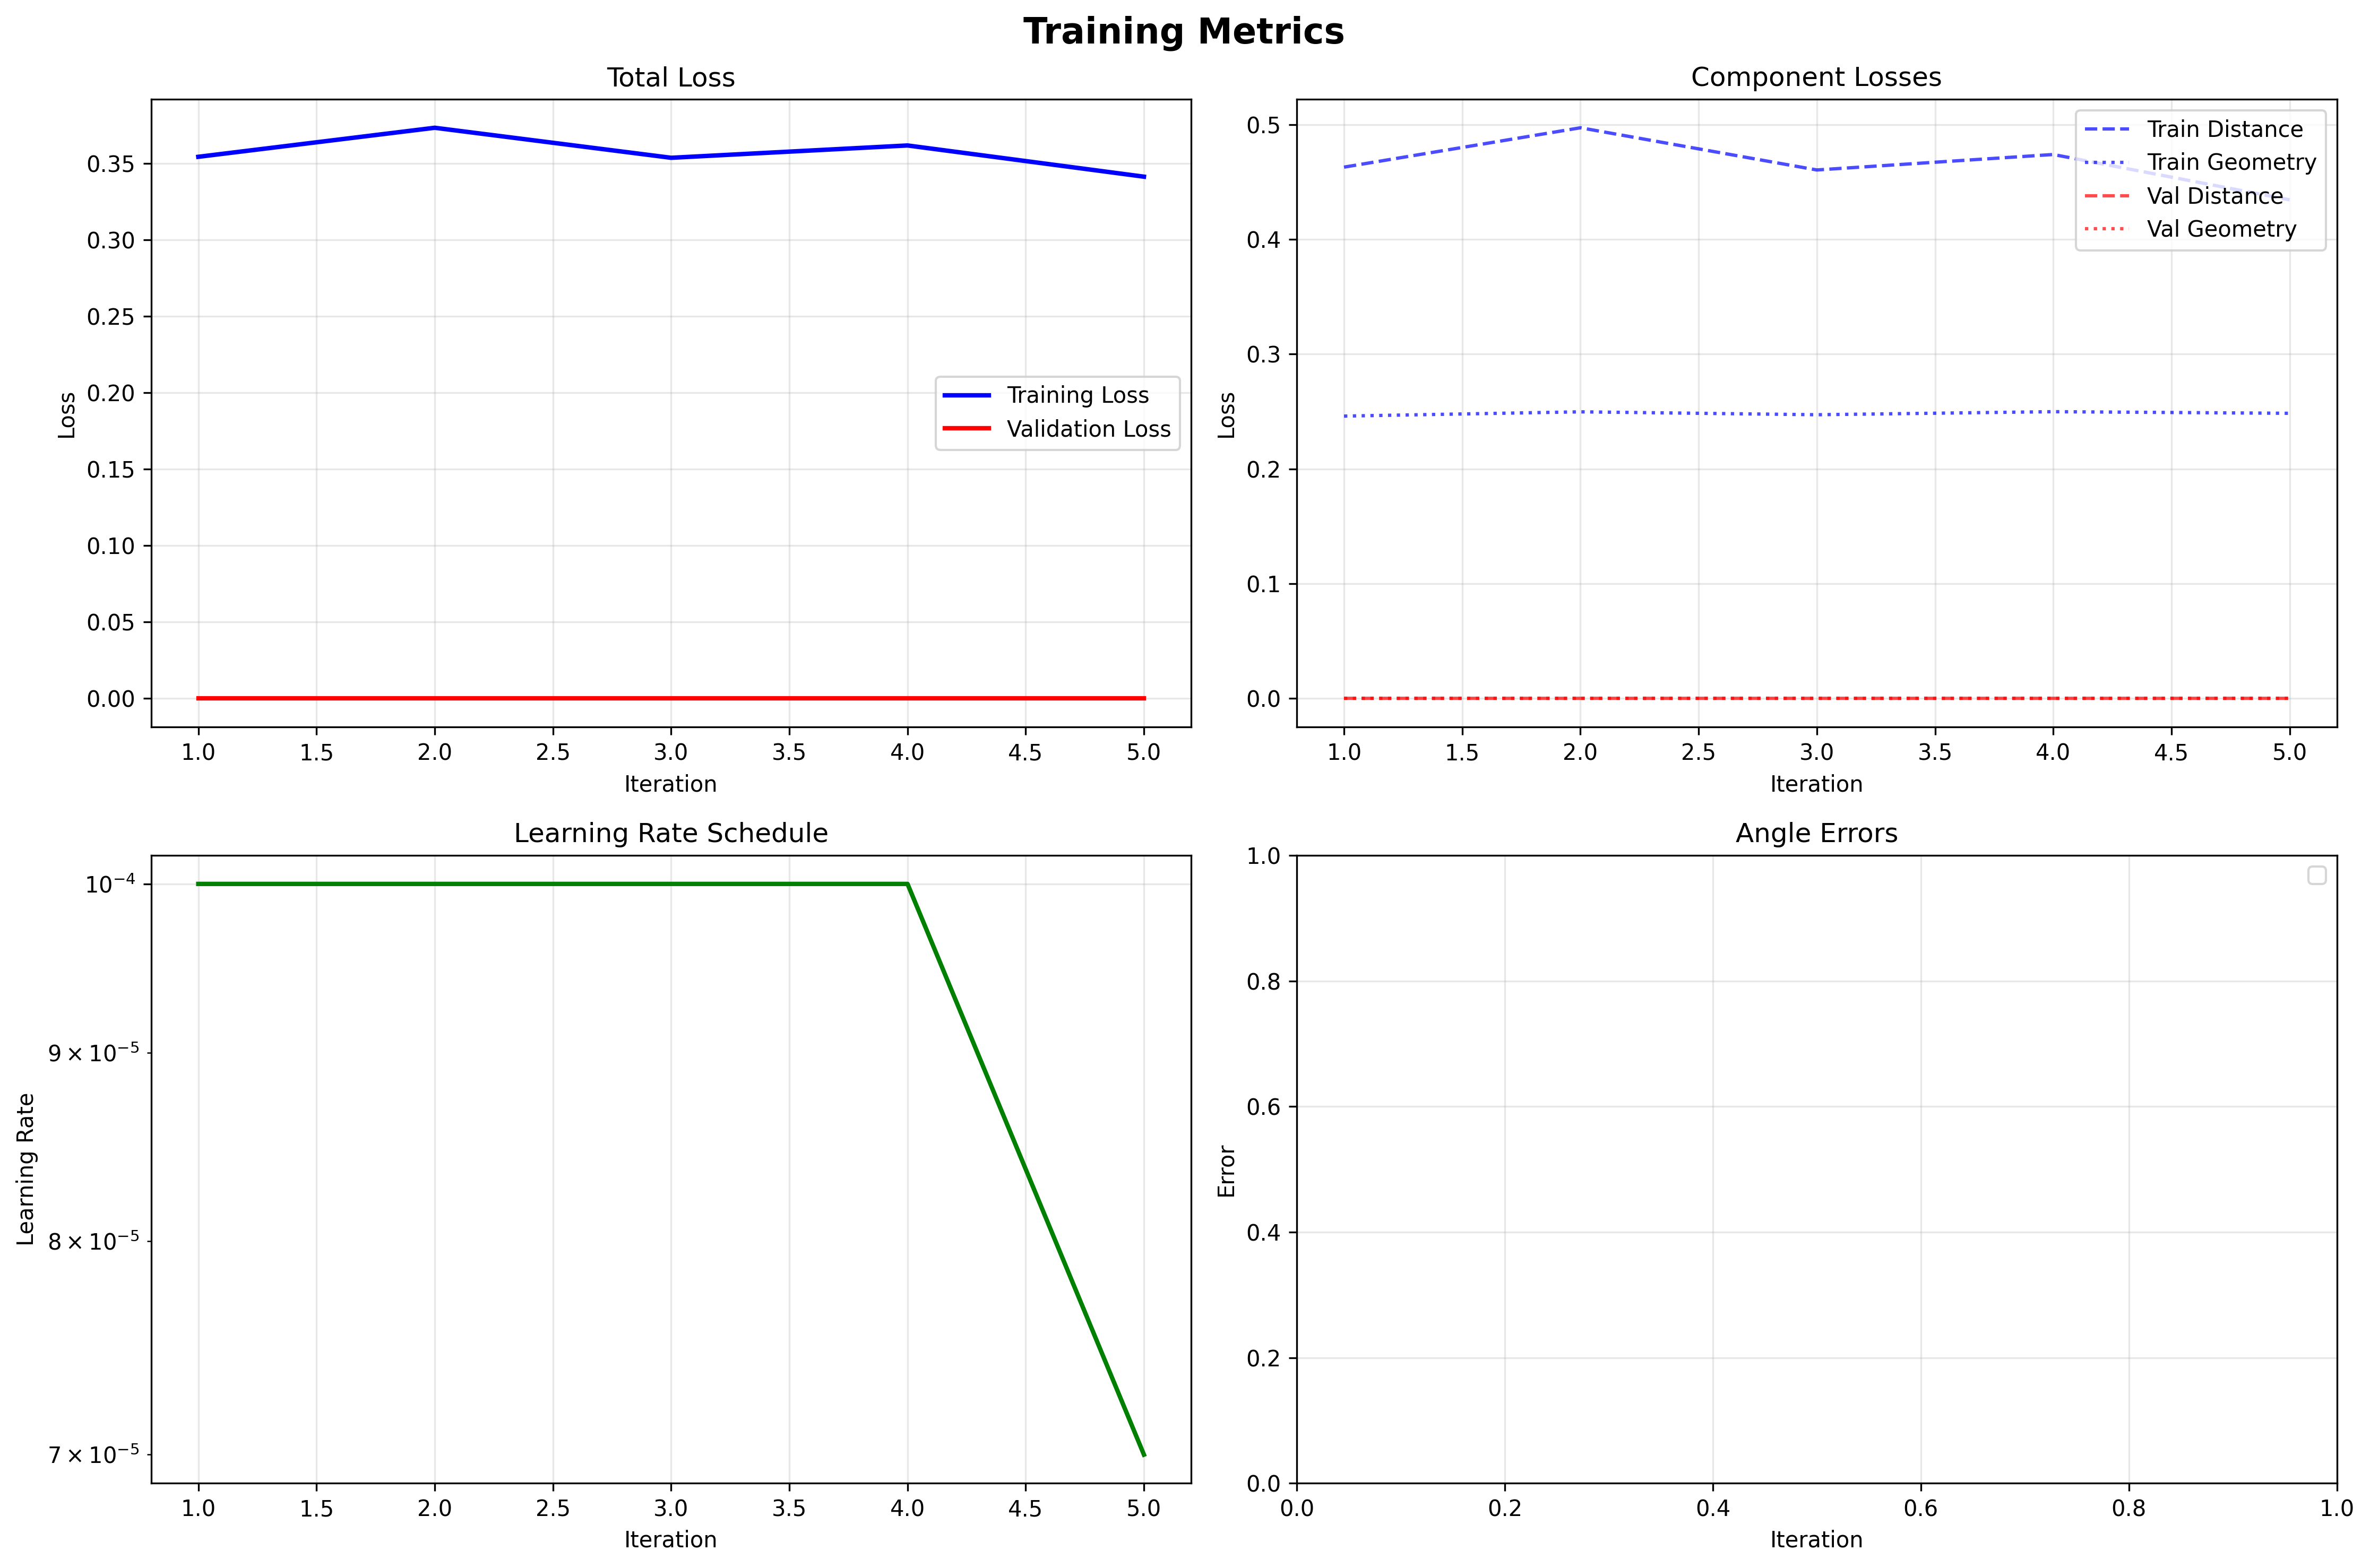 Training Metrics
Total Loss
0.35
0.30
0.25
0.20
0.15
0.10
0.05
0.00
Loss
Training Loss
Validation Loss
1.0 1.5 2.0 2.5 3.0 3.5 4.0 4.5 5.0
Iteration
Component Losses
0.5
0.4
0.3
0.2
0.1
0.0
Loss
Train Distance
Train Geometry
Val Distance
Val Geometry
1.0 1.5 2.0 2.5 3.0 3.5 4.0 4.5 5.0
Iteration
Learning Rate Schedule
10⁻⁴
9 × 10⁻⁵
8 × 10⁻⁵
7 × 10⁻⁵
Learning Rate
1.0 1.5 2.0 2.5 3.0 3.5 4.0 4.5 5.0
Iteration
Angle Errors
1.0
0.8
0.6
0.4
0.2
0.0
Error
0.0 0.2 0.4 0.6 0.8 1.0
Iteration